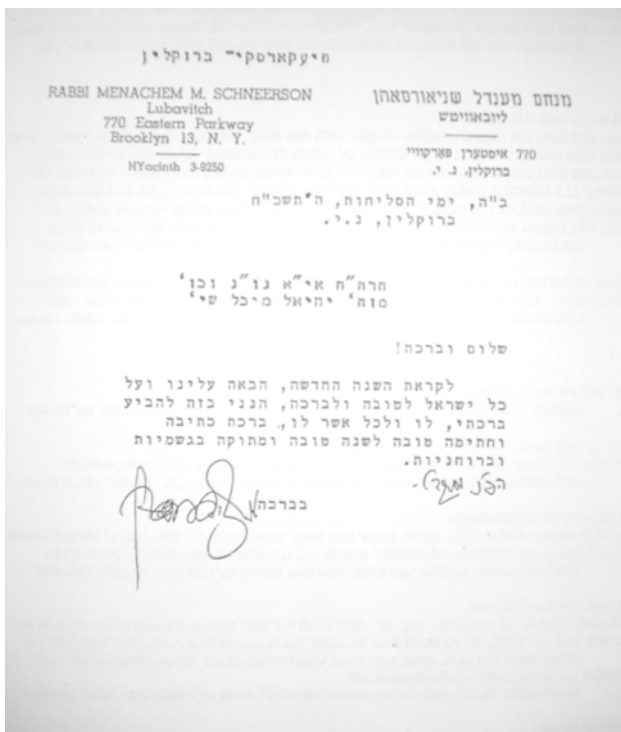 פיעקארסקי־ ברוקלין
RABBI MENACHEM M. SCHNEERSON
Lubavitch
770 Eastern Parkway
Brooklyn 13, N. Y.
HYacinth 3-9250
מנחם מענדל שניאורסאהן
ליובאוויטש
770 איסטערן פארקוויי
ברוקלין, נ. י.
ב"ה, ימי הסליחות, ה'תשכ"ח
ברוקלין, נ.י.
הרה"ח אי"א נו"נ וכו'
מוה' יחיאל מיכל שי'
שלום וברכה!
לקראת השנה החדשה, הבאה עלינו ועל
כל ישראל לטובה ולברכה, הנני בזה להביע
ברכתי, לו ולכל אשר לו, ברכת כתיבה
וחתימה טובה לשנה טובה ומתוקה בגשמיות
וברוחניות.
בברכה